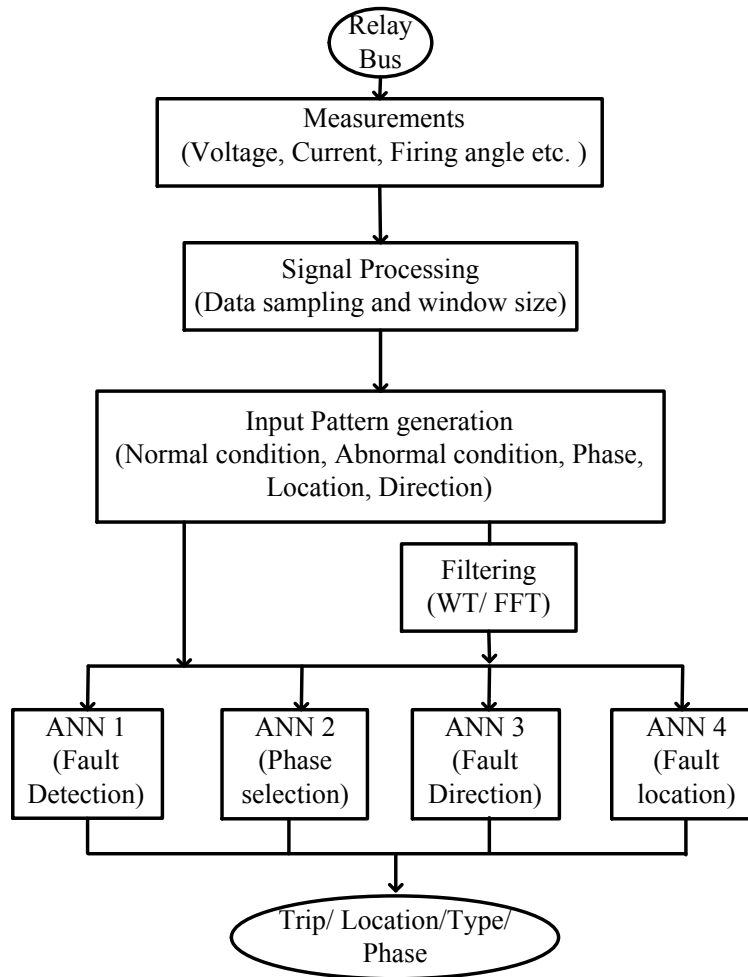 Relay
Bus
Measurements
(Voltage, Current, Firing angle etc. )
Signal Processing
(Data sampling and window size)
Input Pattern generation
(Normal condition, Abnormal condition, Phase,
Location, Direction)
Filtering
(WT/ FFT)
ANN 1
(Fault
Detection)
ANN 2
(Phase
selection)
ANN 3
(Fault
Direction)
ANN 4
(Fault
location)
Trip/ Location/Type/
Phase